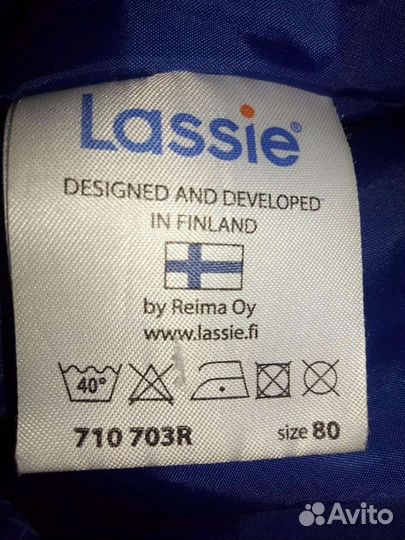 Lassie®
DESIGNED AND DEVELOPED
IN FINLAND
by Reima Oy
www.lassie.fi
40°
710 703R size 80
Avito